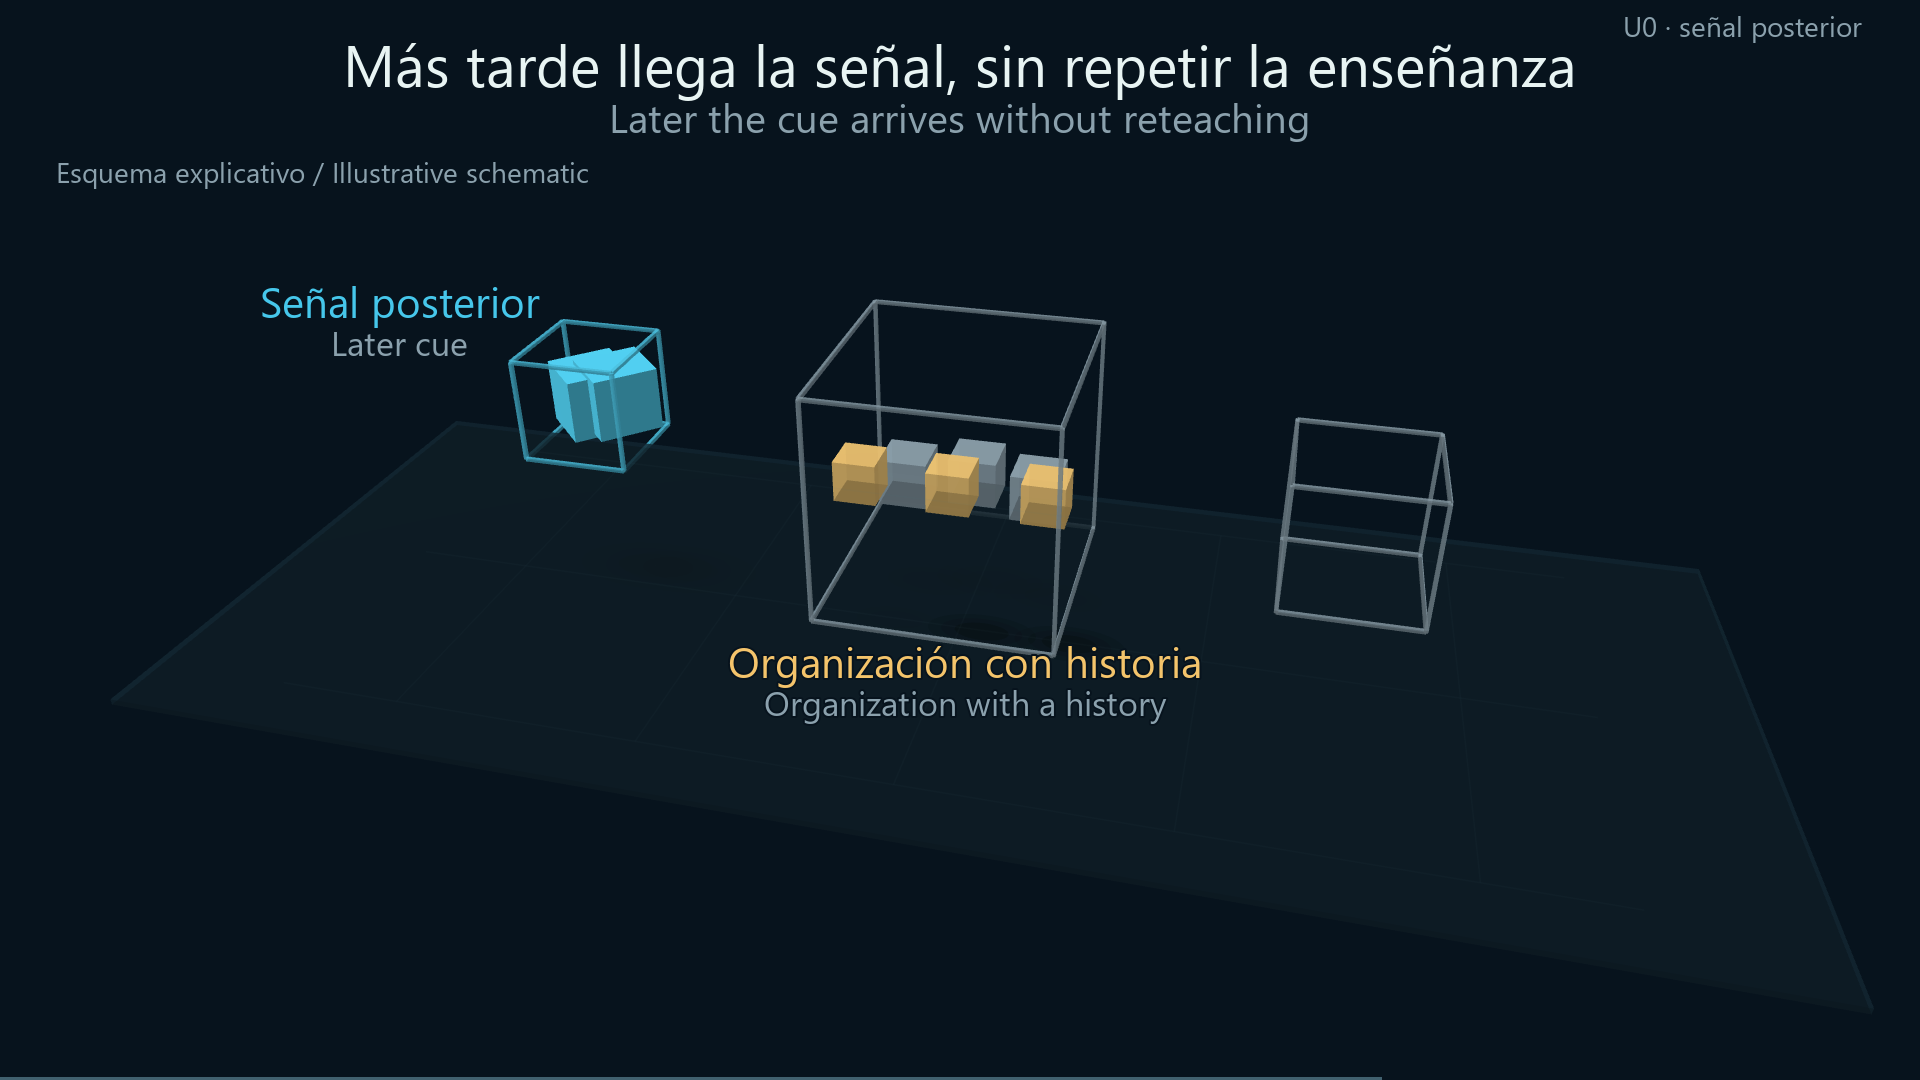 U0 · señal posterior
Más tarde llega la señal, sin repetir la enseñanza
Later the cue arrives without reteaching
Esquema explicativo / Illustrative schematic
Señal posterior
Later cue
Organización con historia
Organization with a history